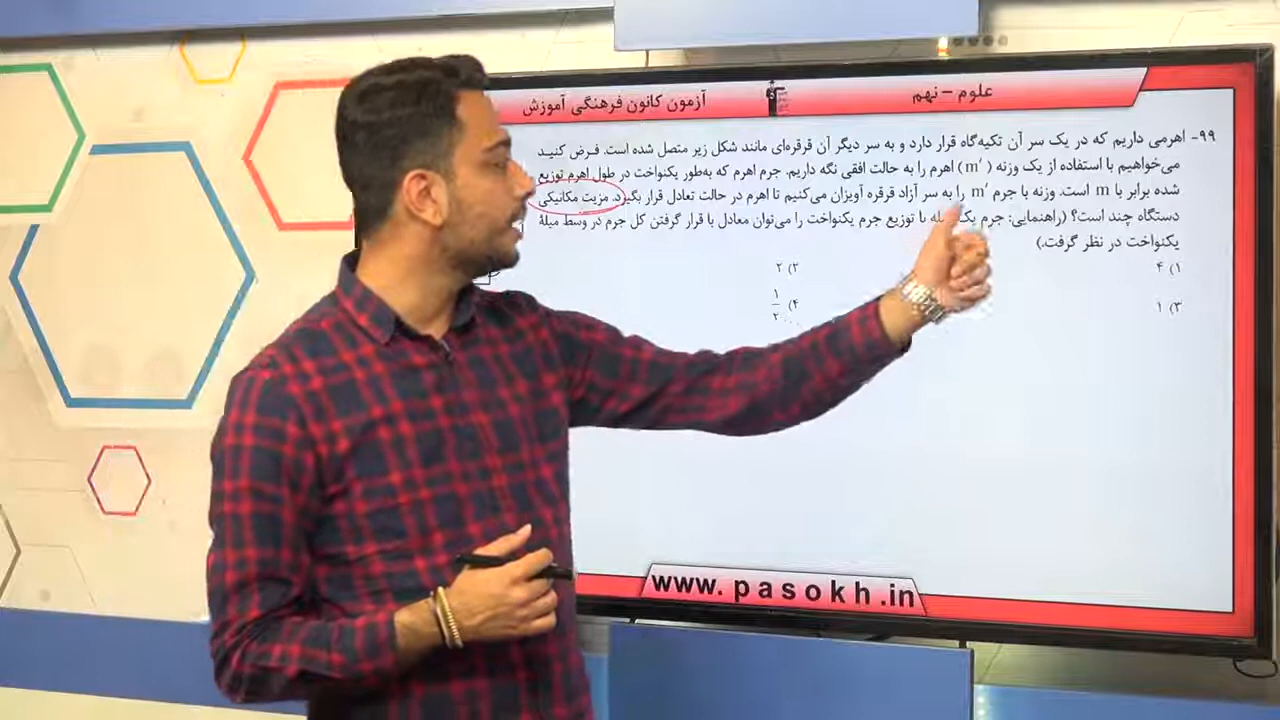 علوم - نهم
آزمون کانون فرهنگی آموزش
۹۹- اهرمی داریم که در یک سر آن تکیه‌گاه قرار دارد و به سر دیگر آن قرقره‌ای مانند شکل زیر متصل شده است. فـرض کنیـد
می‌خواهیم با استفاده از یک وزنه (m′) اهرم را به حالت افقی نگه داریم. جرم اهرم که به‌طور یکنواخت در طول اهرم توزیع
شده برابر با m است. وزنه با جرم m′ را به سر آزاد قرقره آویزان می‌کنیم تا اهرم در حالت تعادل قرار بگیرد. مزیت مکانیکی
دستگاه چند است؟ (راهنمایی: جرم یک با توزیع جرم یکنواخت را می‌توان معادل با قرار گرفتن کل جرم در وسط میلهٔ
یکنواخت در نظر گرفت.)
۱) ۴
۲) ۲
۳) ۱
۴) ۱/۲
www.pasokh.in